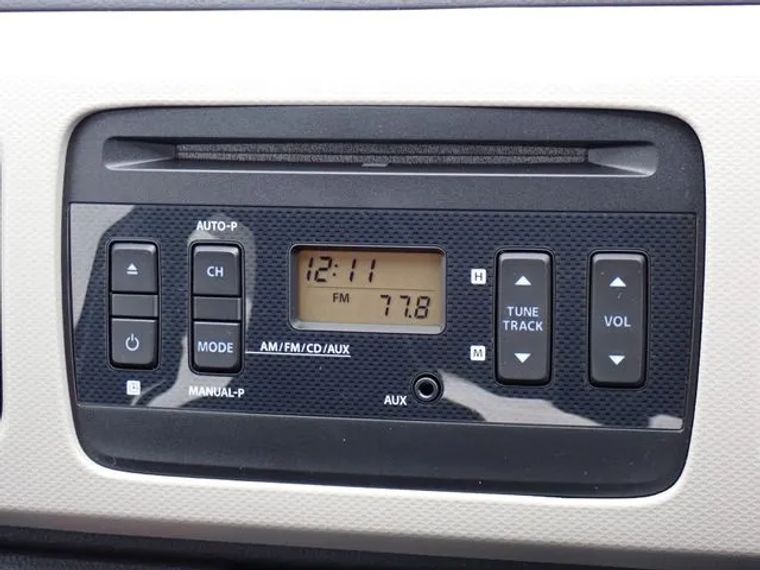 AUTO-P
CH
MODE
MANUAL-P
AM/FM/CD/AUX
12:11
FM
77.8
AUX
H
M
TUNE
TRACK
VOL